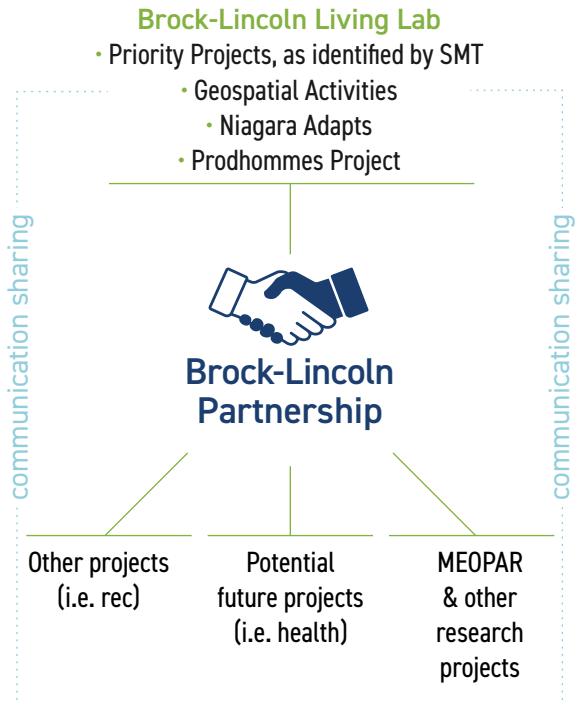 Brock-Lincoln Living Lab
• Priority Projects, as identified by SMT
• Geospatial Activities
• Niagara Adapts
• Prodhommes Project
communication sharing
communication sharing
Brock-Lincoln
Partnership
Other projects
(i.e. rec)
Potential
future projects
(i.e. health)
MEOPAR
& other
research
projects